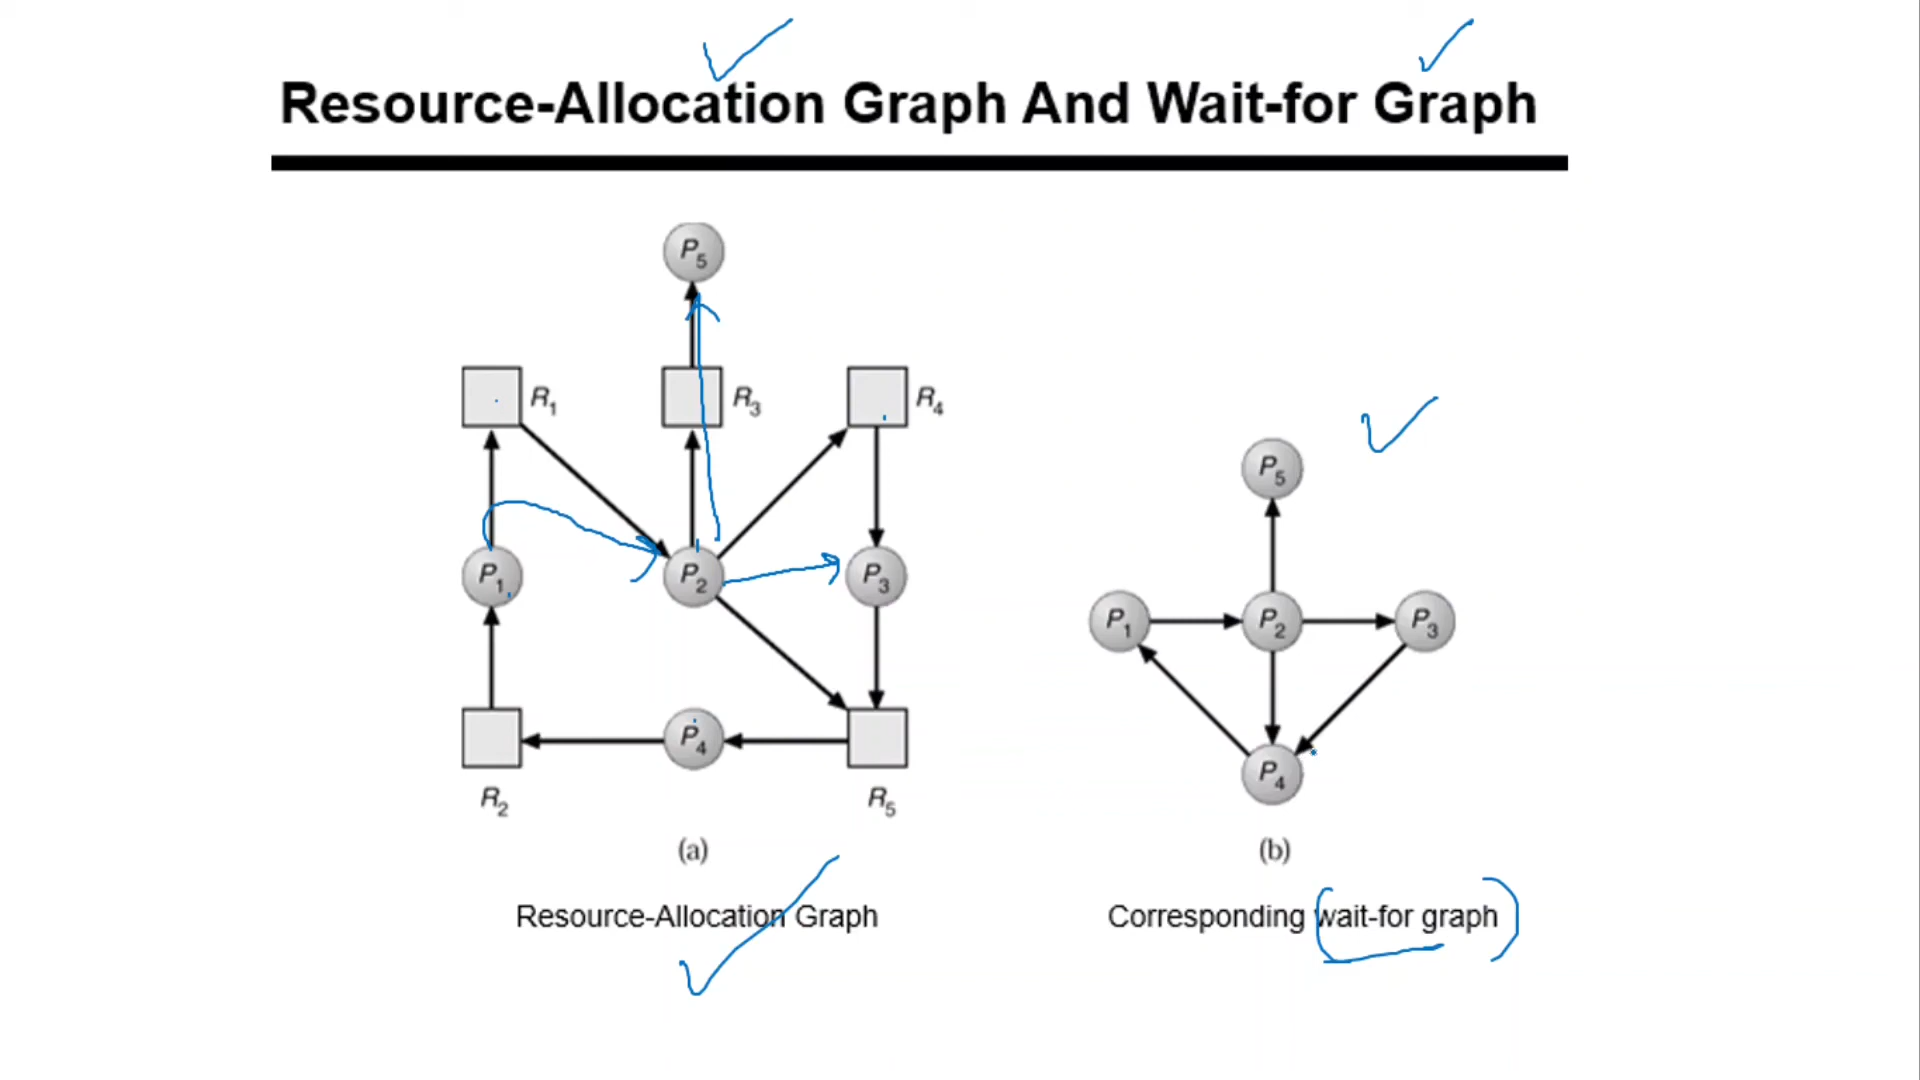 Resource-Allocation Graph And Wait-for Graph
P5
R1 R3 R4
P5
P1 P2 P3
P1 P2 P3
P4
P4
R2 R5
(a) (b)
Resource-Allocation Graph Corresponding wait-for graph